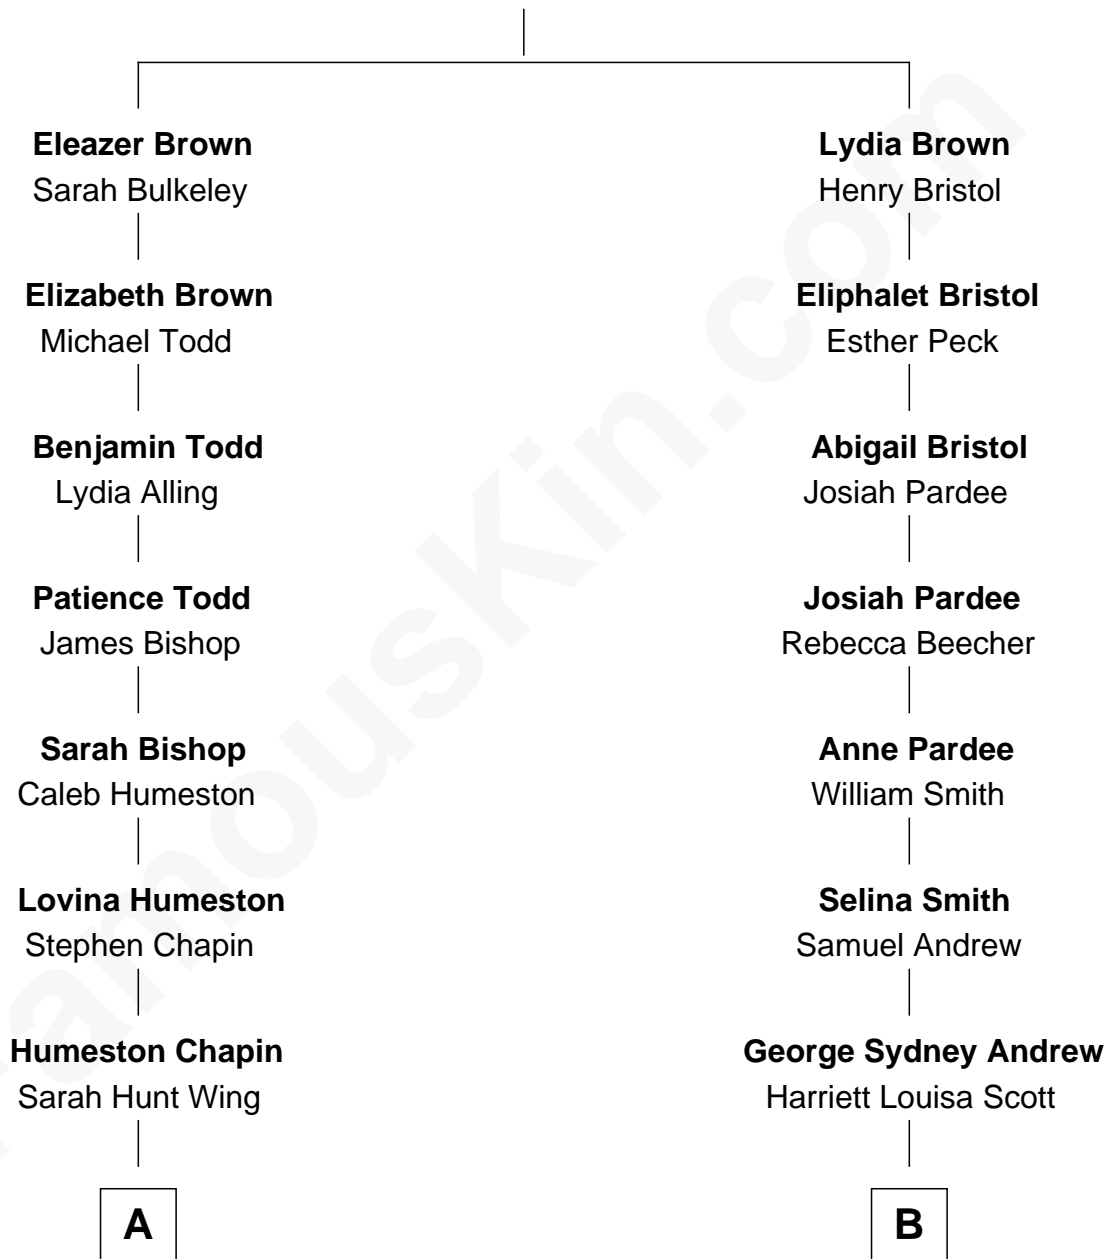 Eleazer Brown
Sarah Bulkeley
Elizabeth Brown
Michael Todd
Benjamin Todd
Lydia Alling
Patience Todd
James Bishop
Sarah Bishop
Caleb Humeston
Lovina Humeston
Stephen Chapin
Humeston Chapin
Sarah Hunt Wing
A
Lydia Brown
Henry Bristol
Eliphalet Bristol
Esther Peck
Abigail Bristol
Josiah Pardee
Josiah Pardee
Rebecca Beecher
Anne Pardee
William Smith
Selina Smith
Samuel Andrew
George Sydney Andrew
Harriett Louisa Scott
B
FamousKin.com